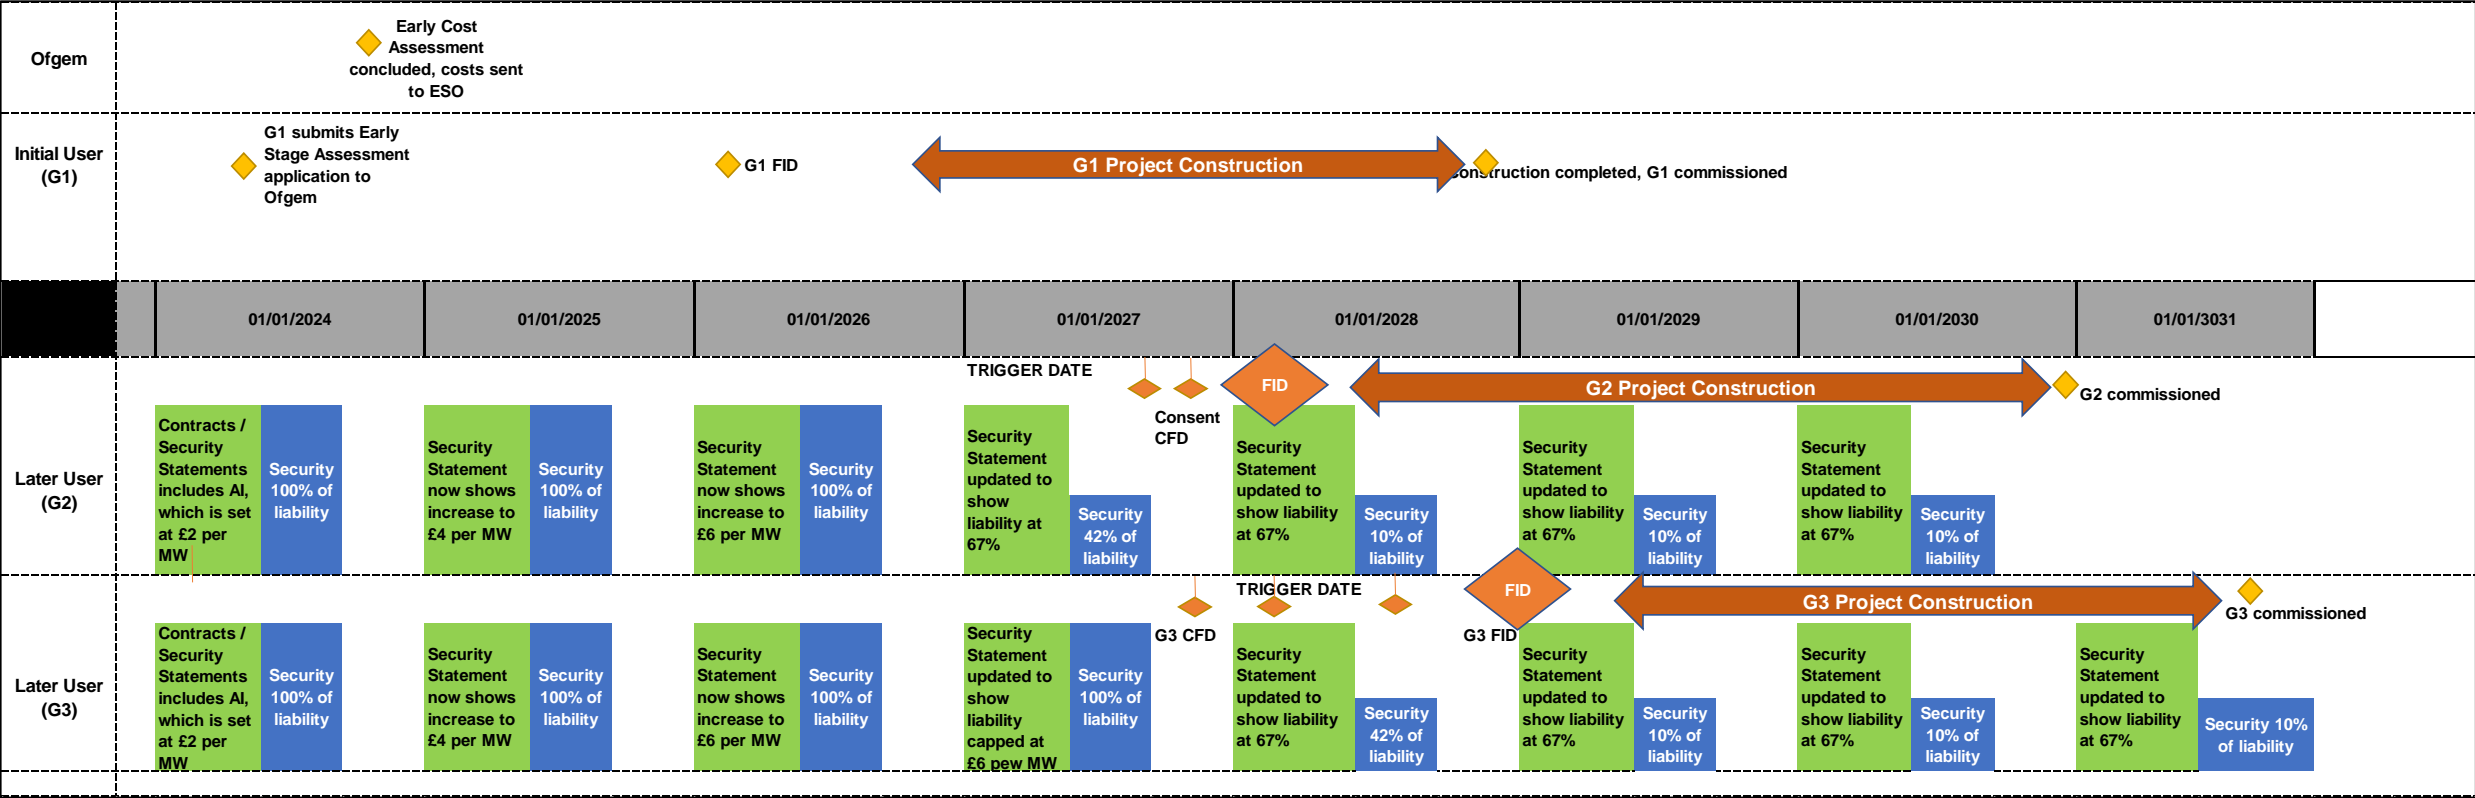 Ofgem
Early Cost
Assessment
concluded, costs sent
to ESO
Initial User
(G1)
G1 submits Early
Stage Assessment
application to
Ofgem
G1 FID
G1 Project Construction
Construction completed, G1 commissioned
01/01/2024
01/01/2025
01/01/2026
01/01/2027
01/01/2028
01/01/2029
01/01/2030
01/01/3031
Later User
(G2)
TRIGGER DATE
Consent
CFD
FID
G2 Project Construction
G2 commissioned
Contracts /
Security
Statements
includes AI,
which is set
at £2 per
MW
Security
100% of
liability
Security
Statement
now shows
increase to
£4 per MW
Security
100% of
liability
Security
Statement
now shows
increase to
£6 per MW
Security
100% of
liability
Security
Statement
updated to
show
liability at
67%
Security
42% of
liability
Security
Statement
updated to
show liability
at 67%
Security
10% of
liability
Security
Statement
updated to
show liability
at 67%
Security
10% of
liability
Security
Statement
updated to
show liability
at 67%
Security
10% of
liability
Later User
(G3)
G3 CFD
TRIGGER DATE
FID
G3 FID
G3 Project Construction
G3 commissioned
Contracts /
Security
Statements
includes AI,
which is set
at £2 per
MW
Security
100% of
liability
Security
Statement
now shows
increase to
£4 per MW
Security
100% of
liability
Security
Statement
now shows
increase to
£6 per MW
Security
100% of
liability
Security
Statement
updated to
show
liability
capped at
£6 pew MW
Security
100% of
liability
Security
Statement
updated to
show liability
at 67%
Security
42% of
liability
Security
Statement
updated to
show liability
at 67%
Security
10% of
liability
Security
Statement
updated to
show liability
at 67%
Security
10% of
liability
Security
Statement
updated to
show liability
at 67%
Security 10%
of liability